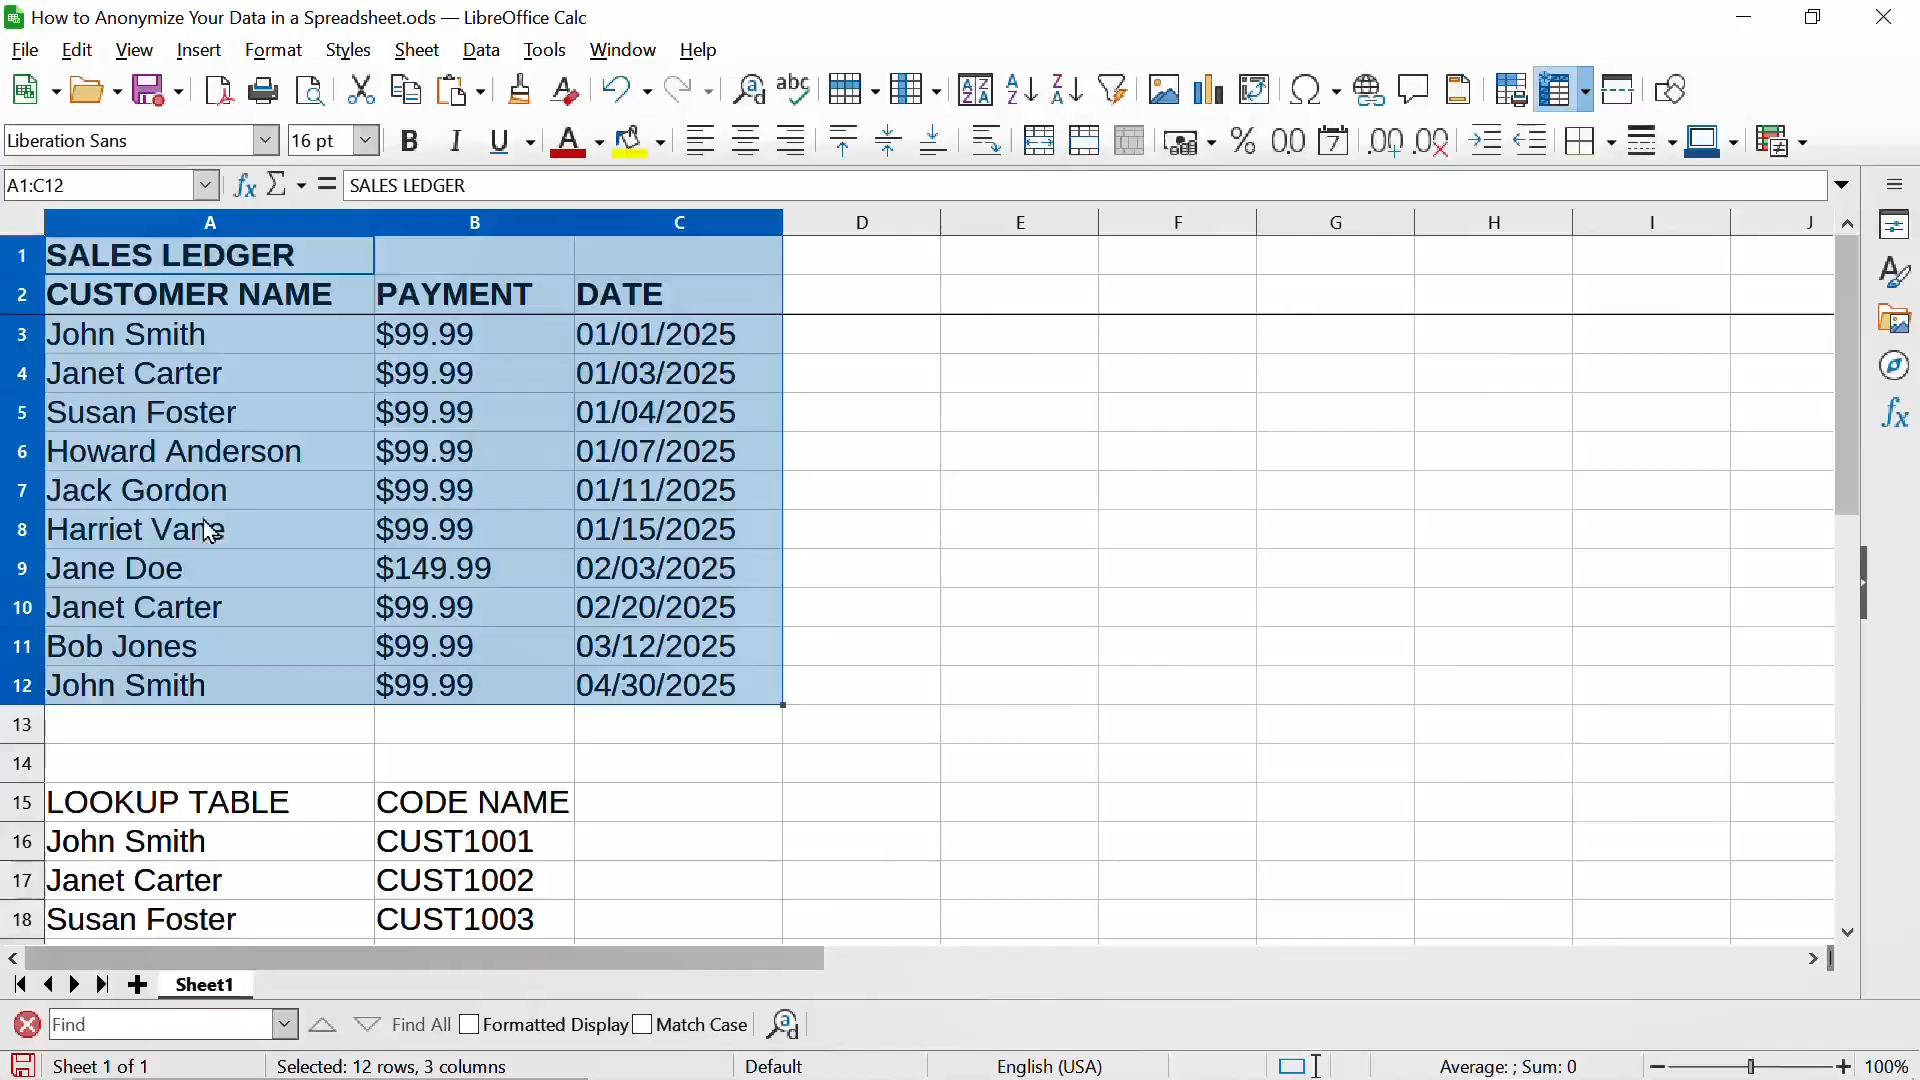 How to Anonymize Your Data in a Spreadsheet.ods — LibreOffice Calc
File Edit View Insert Format Styles Sheet Data Tools Window Help
Liberation Sans 16 pt
A1:C12 SALES LEDGER
A B C D E F G H I J
1 SALES LEDGER
2 CUSTOMER NAME PAYMENT DATE
3 John Smith $99.99 01/01/2025
4 Janet Carter $99.99 01/03/2025
5 Susan Foster $99.99 01/04/2025
6 Howard Anderson $99.99 01/07/2025
7 Jack Gordon $99.99 01/11/2025
8 Harriet Vane $99.99 01/15/2025
9 Jane Doe $149.99 02/03/2025
10 Janet Carter $99.99 02/20/2025
11 Bob Jones $99.99 03/12/2025
12 John Smith $99.99 04/30/2025
13
14
15 LOOKUP TABLE CODE NAME
16 John Smith CUST1001
17 Janet Carter CUST1002
18 Susan Foster CUST1003
Sheet1
Find Find All Formatted Display Match Case
Sheet 1 of 1 Selected: 12 rows, 3 columns Default English (USA) Average: ; Sum: 0 100%